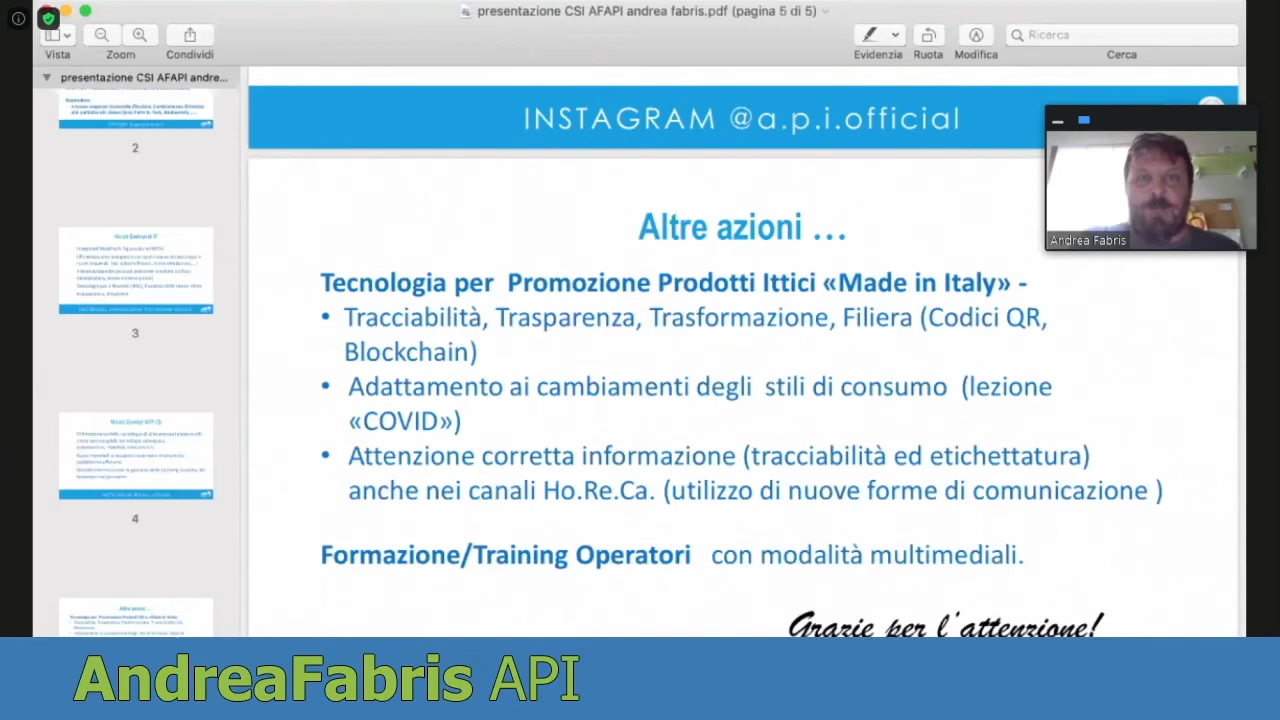 presentazione CSI AFAPI andrea fabris.pdf (pagina 5 di 5)
Vista
Zoom
Condividi
Evidenzia
Ruota
Modifica
Ricerca
Cerca
presentazione CSI AFAPI andre...
2
3
4
Altre azioni ...
INSTAGRAM @a.p.i.official
Andrea Fabris
Altre azioni ...
Tecnologia per Promozione Prodotti Ittici «Made in Italy» -
• Tracciabilità, Trasparenza, Trasformazione, Filiera (Codici QR,
Blockchain)
• Adattamento ai cambiamenti degli stili di consumo (lezione
«COVID»)
• Attenzione corretta informazione (tracciabilità ed etichettatura)
anche nei canali Ho.Re.Ca. (utilizzo di nuove forme di comunicazione )
Formazione/Training Operatori con modalità multimediali.
Grazie per l'attenzione!
AndreaFabris API